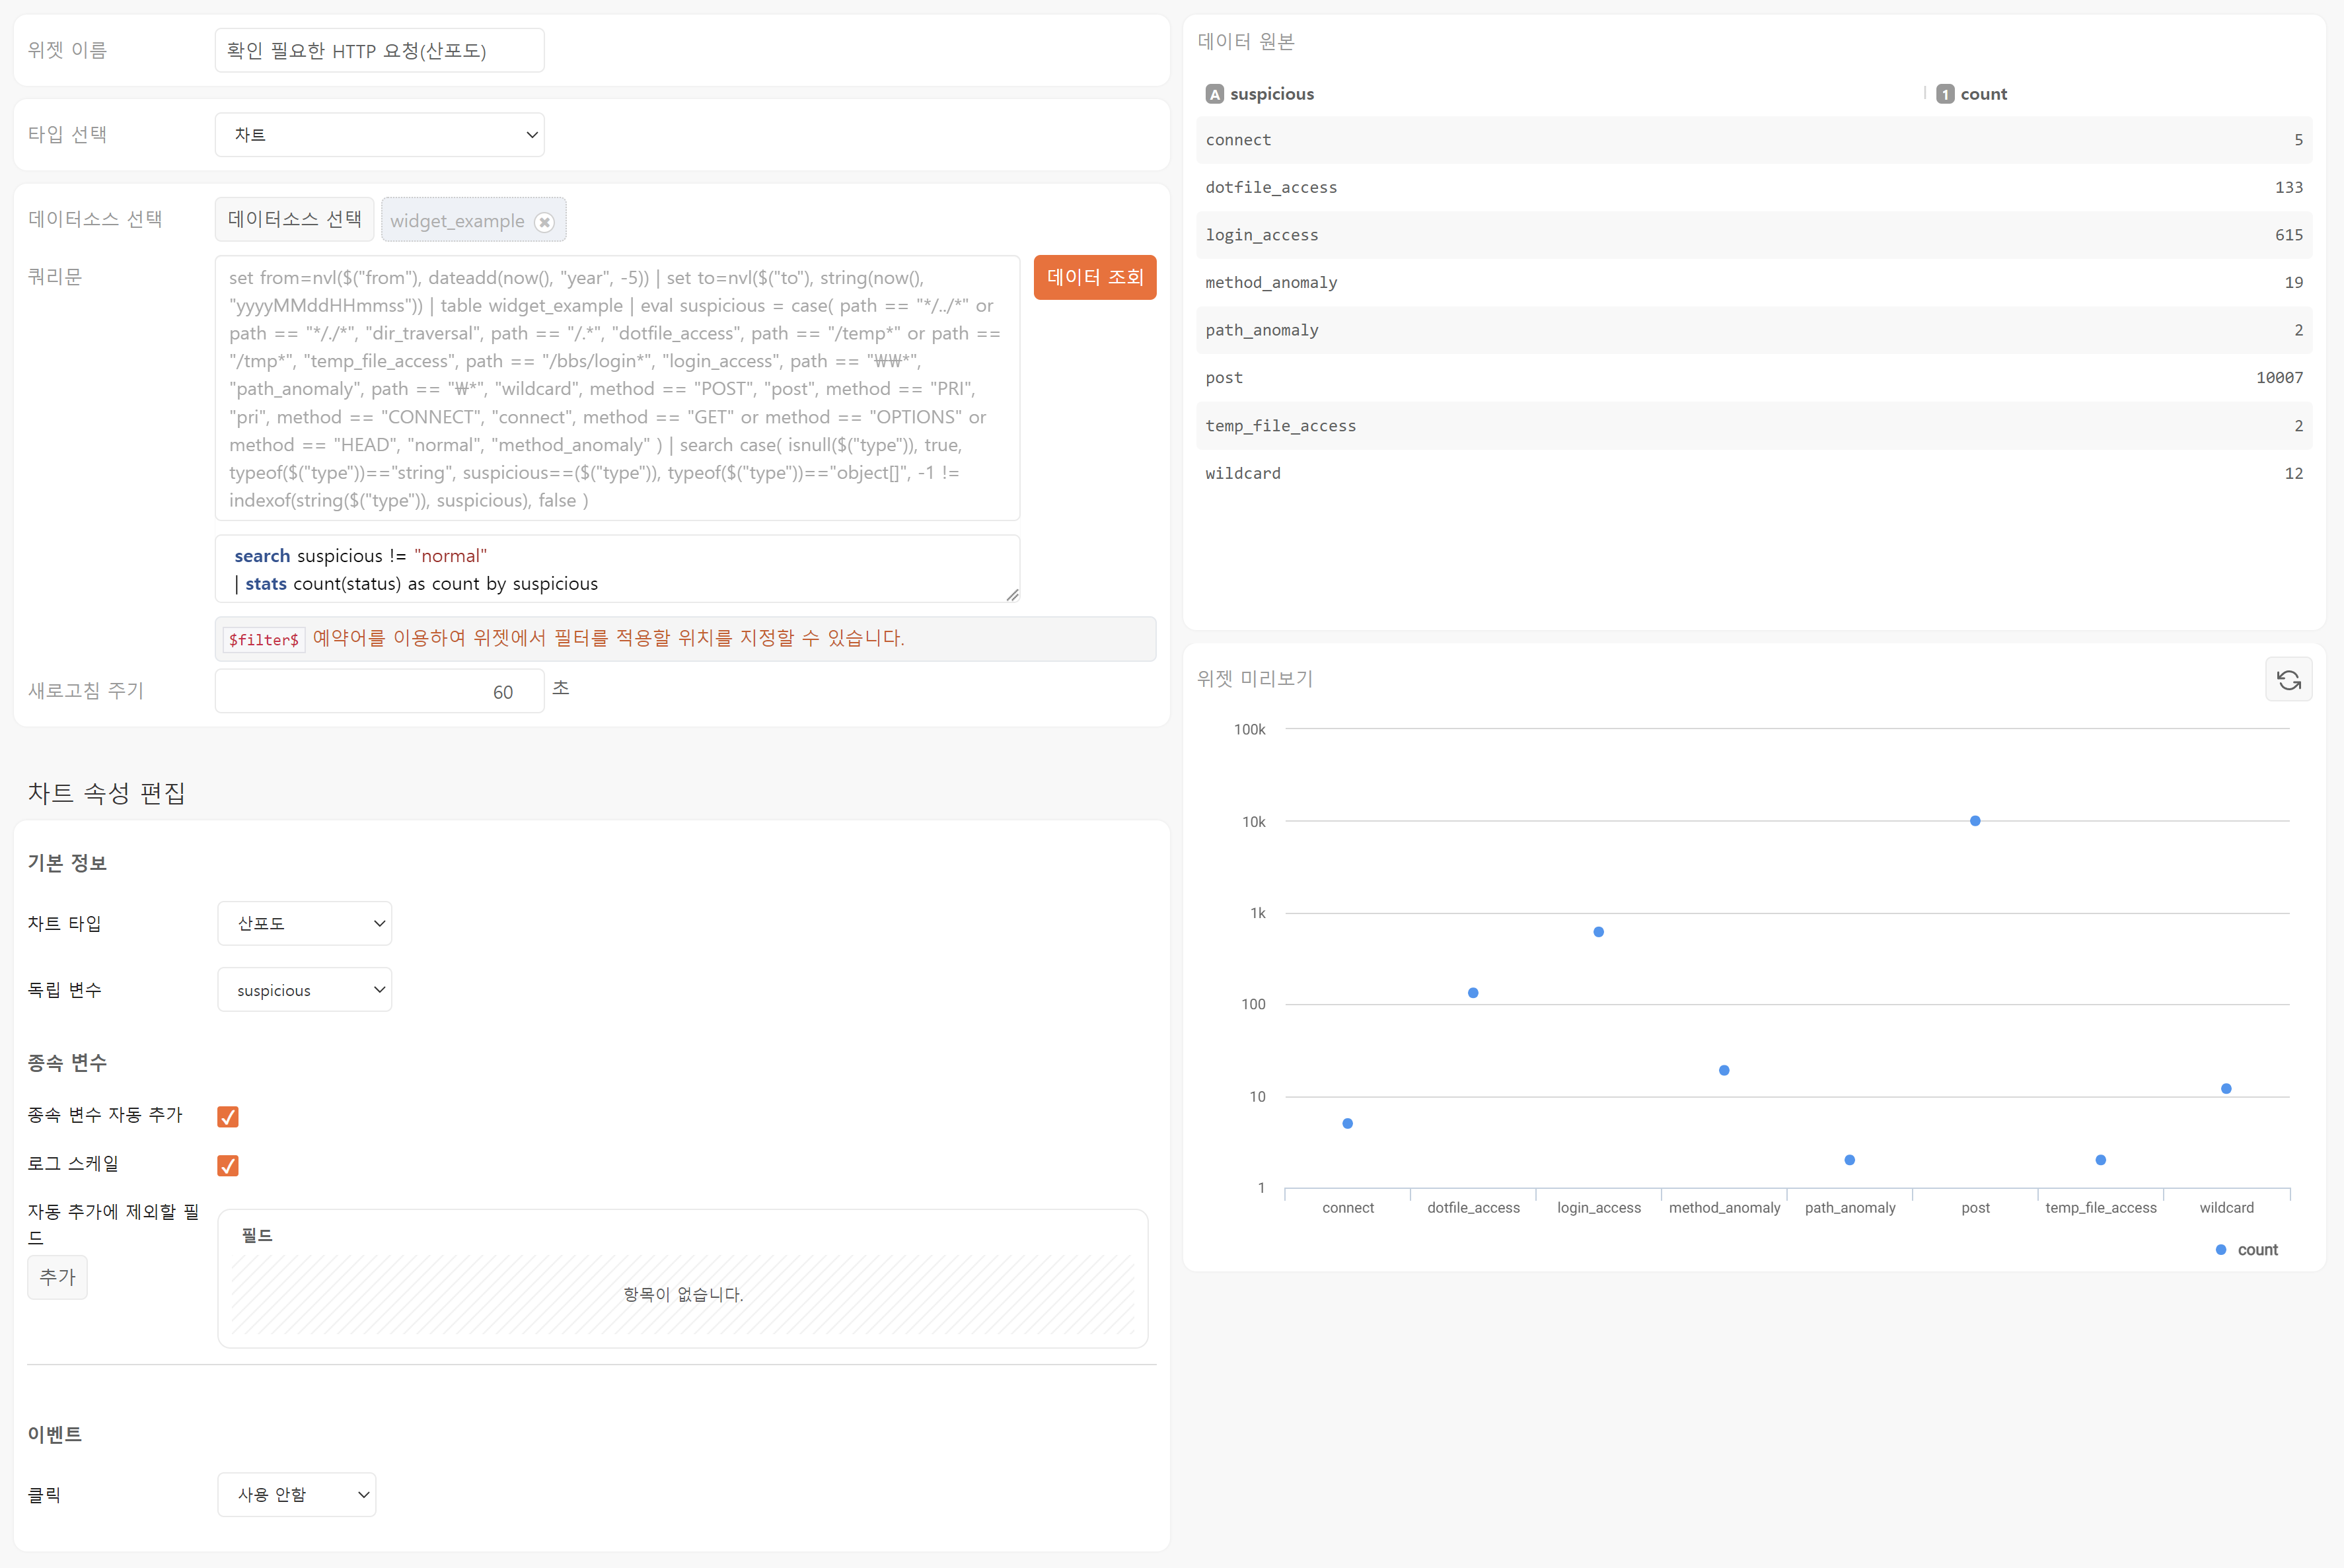 위젯 이름
확인 필요한 HTTP 요청(산포도)
타입 선택
차트
데이터소스 선택
데이터소스 선택
widget_example
쿼리문
set from=nvl($("from"), dateadd(now(), "year", -5)) | set to=nvl($("to"), string(now(),
"yyyyMMddHHmmss")) | table widget_example | eval suspicious = case( path == "*/../*" or
path == "*/./*", "dir_traversal", path == "/.*", "dotfile_access", path == "/temp*" or path ==
"/tmp*", "temp_file_access", path == "/bbs/login*", "login_access", path == "₩₩*",
"path_anomaly", path == "₩*", "wildcard", method == "POST", "post", method == "PRI",
"pri", method == "CONNECT", "connect", method == "GET" or method == "OPTIONS" or
method == "HEAD", "normal", "method_anomaly" ) | search case( isnull($("type")), true,
typeof($("type"))=="string", suspicious==($("type")), typeof($("type"))=="object[]", -1 !=
indexof(string($("type")), suspicious), false )
데이터 조회
search suspicious != "normal"
| stats count(status) as count by suspicious
$filter$ 예약어를 이용하여 위젯에서 필터를 적용할 위치를 지정할 수 있습니다.
새로고침 주기
60
초
차트 속성 편집
기본 정보
차트 타입
산포도
독립 변수
suspicious
종속 변수
종속 변수 자동 추가
로그 스케일
자동 추가에 제외할 필
드
추가
필드
항목이 없습니다.
이벤트
클릭
사용 안함
데이터 원본
A suspicious
1 count
connect 5
dotfile_access 133
login_access 615
method_anomaly 19
path_anomaly 2
post 10007
temp_file_access 2
wildcard 12
위젯 미리보기
100k
10k
1k
100
10
1
connect dotfile_access login_access method_anomaly path_anomaly post temp_file_access wildcard
count